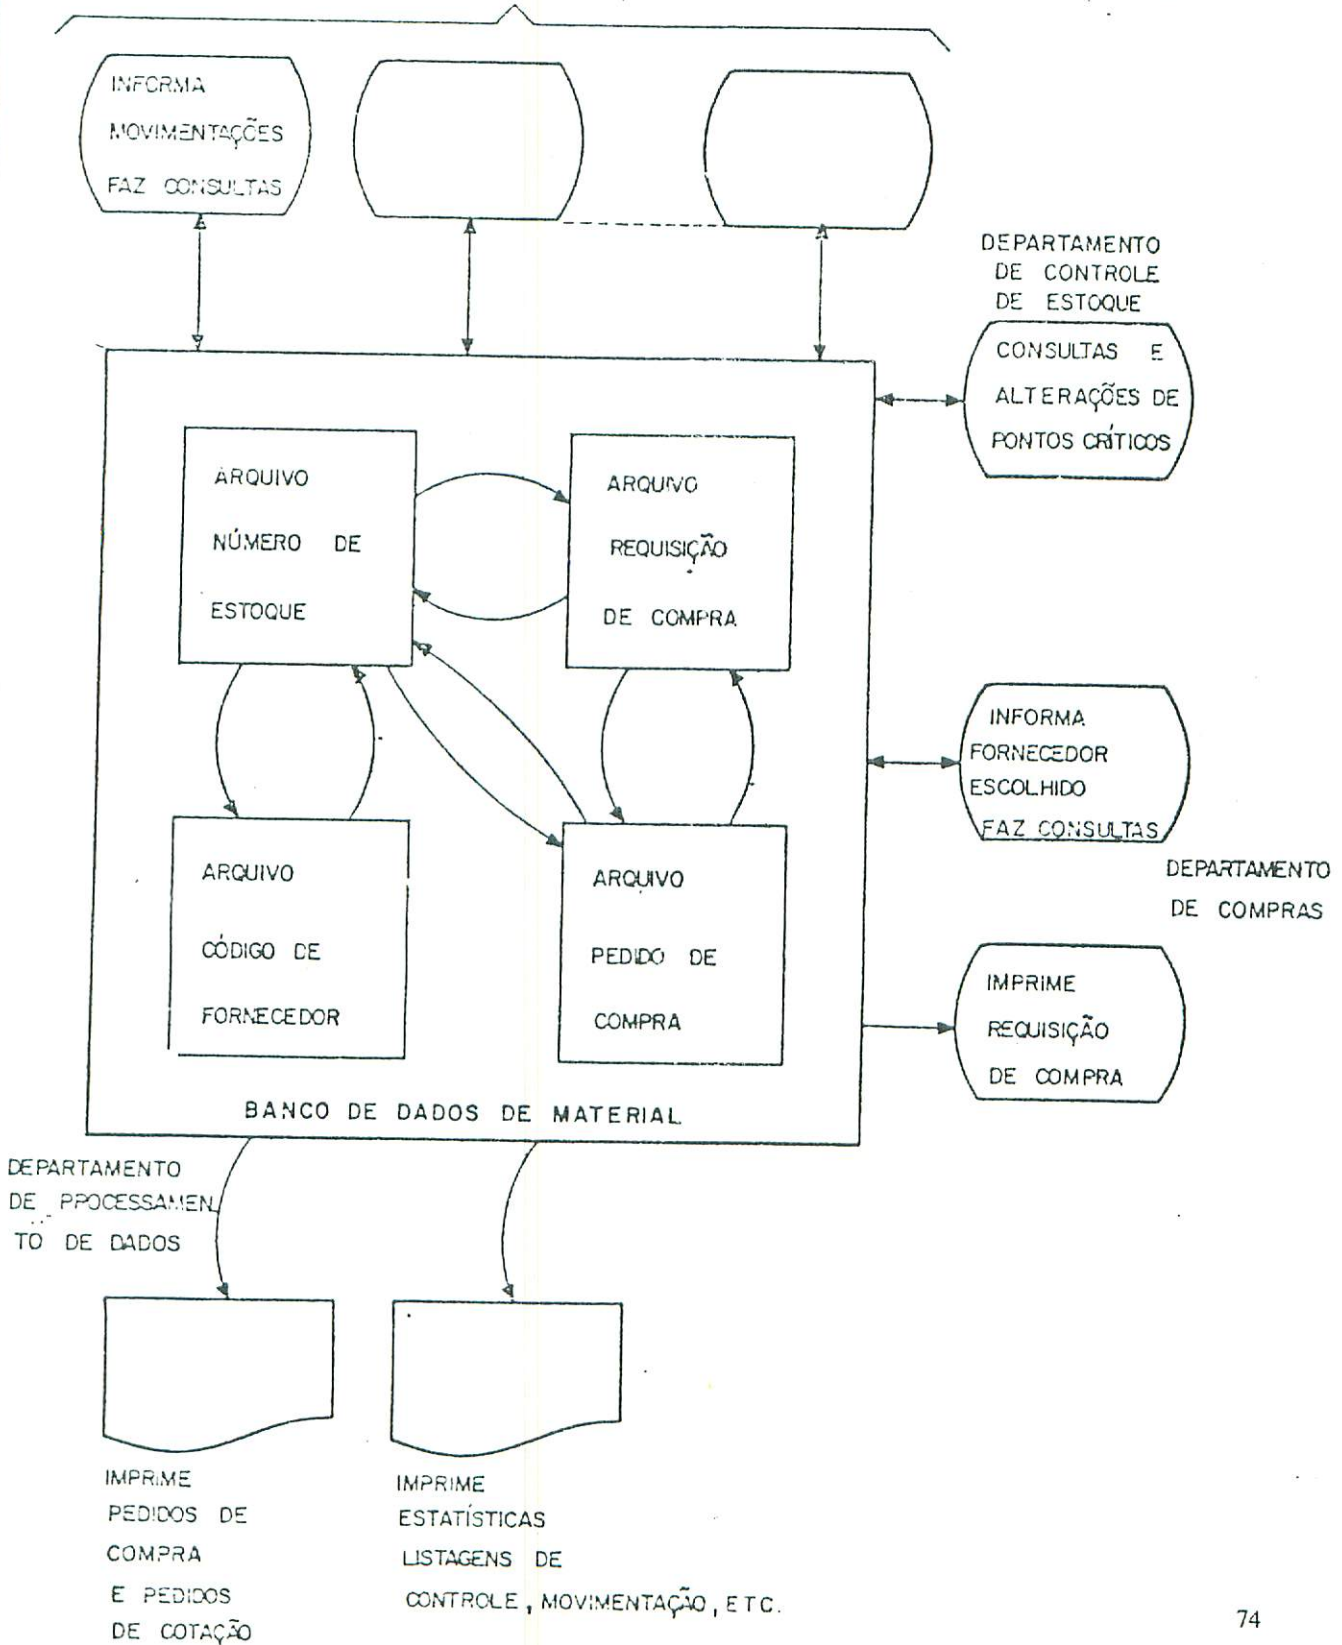 INFORMA
MOVIMENTAÇÕES
FAZ CONSULTAS
DEPARTAMENTO
DE CONTROLE
DE ESTOQUE
CONSULTAS E
ALTERAÇÕES DE
PONTOS CRÍTICOS
ARQUIVO
NÚMERO DE
ESTOQUE
ARQUIVO
REQUISIÇÃO
DE COMPRA
INFORMA
FORNECEDOR
ESCOLHIDO
FAZ CONSULTAS
DEPARTAMENTO
DE COMPRAS
ARQUIVO
CÓDIGO DE
FORNECEDOR
ARQUIVO
PEDIDO DE
COMPRA
IMPRIME
REQUISIÇÃO
DE COMPRA
BANCO DE DADOS DE MATERIAL
DEPARTAMENTO
DE PROCESSAMEN
TO DE DADOS
IMPRIME
PEDIDOS DE
COMPRA
E PEDIDOS
DE COTAÇÃO
IMPRIME
ESTATÍSTICAS
LISTAGENS DE
CONTROLE, MOVIMENTAÇÃO, ETC.
74